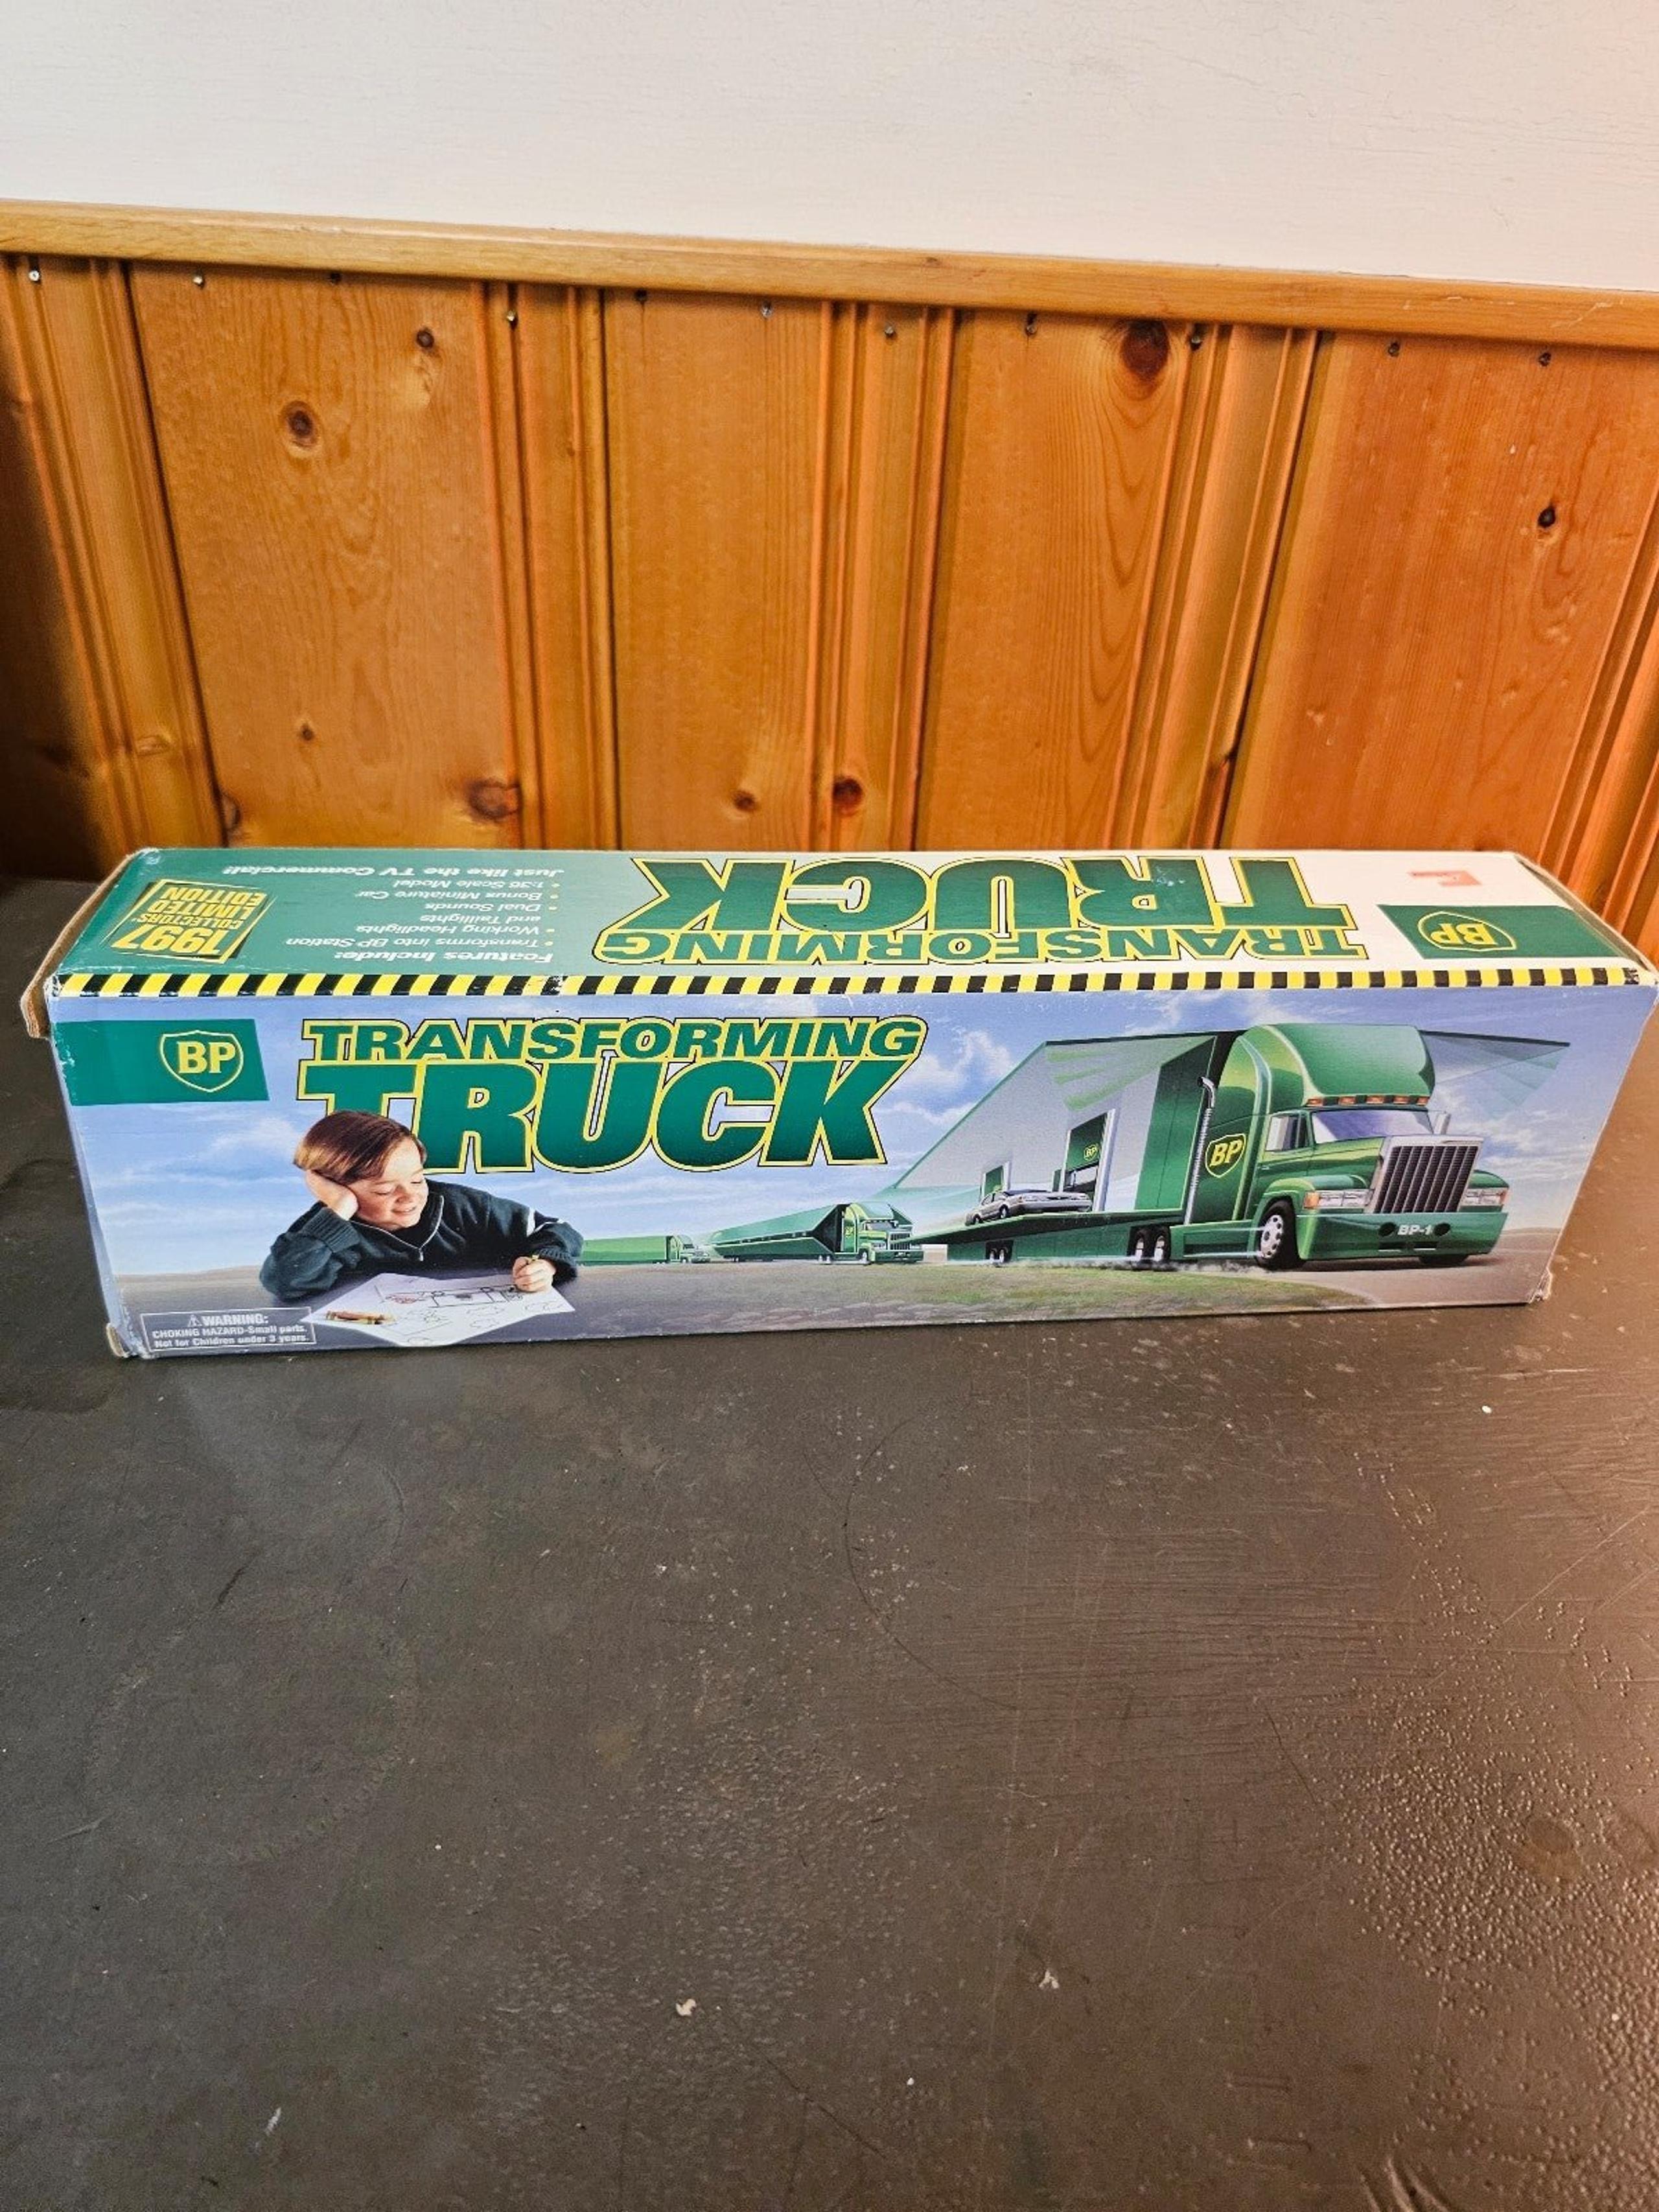 BP
TRANSFORMING
TRUCK
Features Include:
• Transforms into BP Station
• Working Headlights
and Taillights
• Dual Sounds
• Bonus Miniature Car
• 1:35 Scale Model
Just like the TV Commercial!
1997
COLLECTORS'
LIMITED
EDITION
BP
TRANSFORMING
TRUCK
BP
BP
BP-1
WARNING:
CHOKING HAZARD-Small parts.
Not for Children under 3 years.